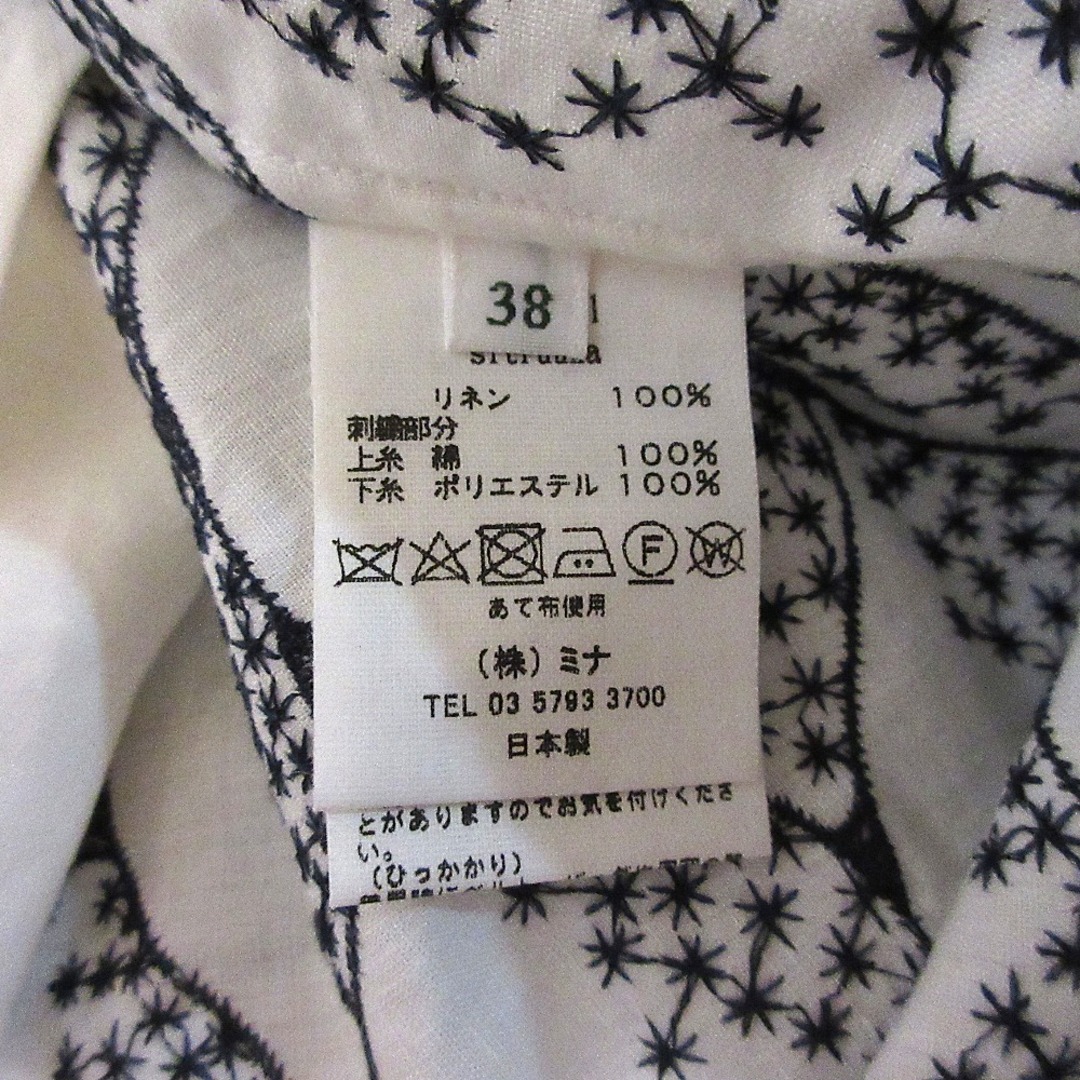 38
リネン 100%
刺繍部分
上糸 綿 100%
下糸 ポリエステル 100%
F W
あて布使用
（株）ミナ
TEL 03 5793 3700
日本製
とがありますのでお気を付けくださ
い。
（ひっかかり）